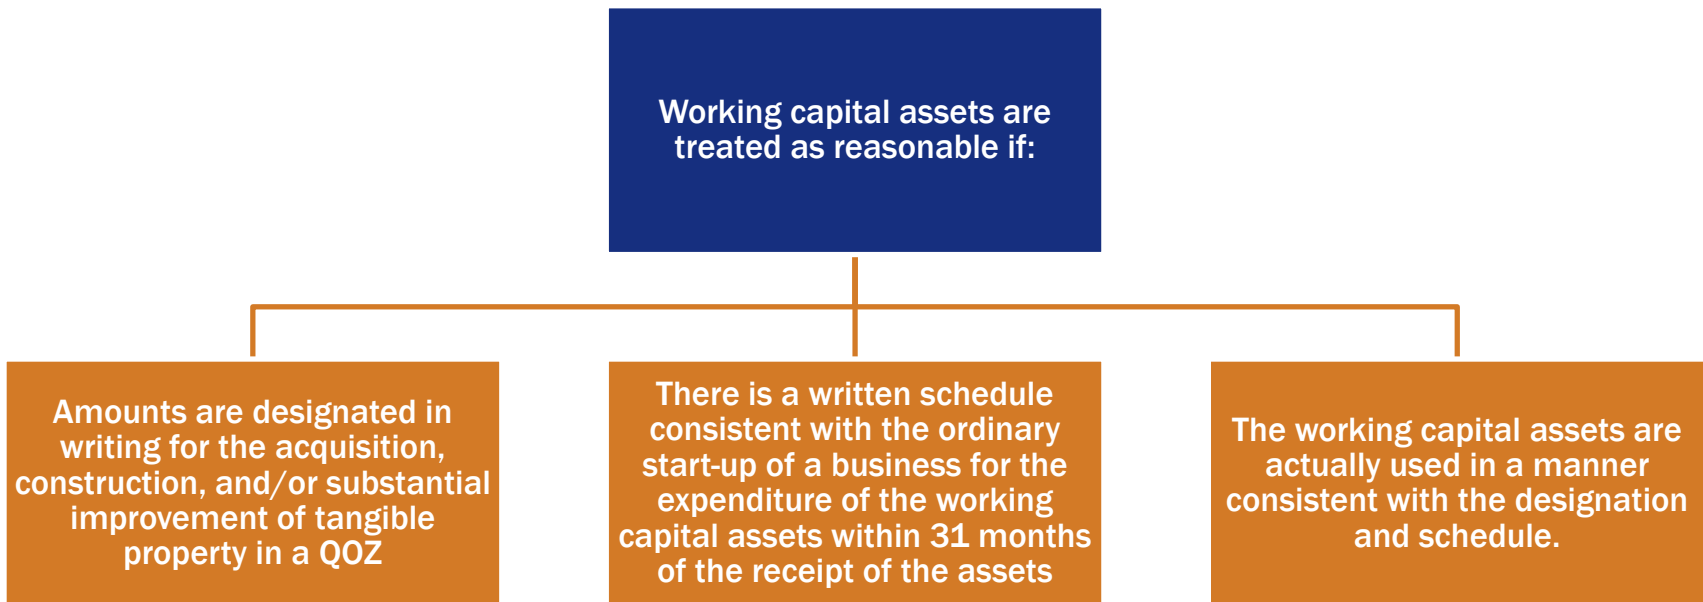 Working capital assets are
treated as reasonable if:
Amounts are designated in
writing for the acquisition,
construction, and/or substantial
improvement of tangible
property in a QOZ
There is a written schedule
consistent with the ordinary
start-up of a business for the
expenditure of the working
capital assets within 31 months
of the receipt of the assets
The working capital assets are
actually used in a manner
consistent with the designation
and schedule.